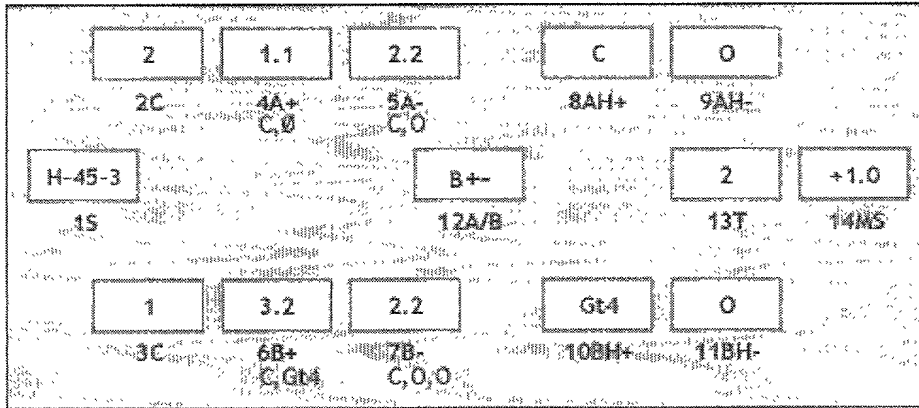 2 1.1 2.2 C O
2C 4A+ 5A- 8AH+ 9AH-
C,Ø C,O
H-45-3 B+- 2 +1.0
1S 12A/B 13T 14MS
1 3.2 2.2 Gt4 O
3C 6B+ 7B- 10BH+ 11BH-
C,Gt4 C,O,O